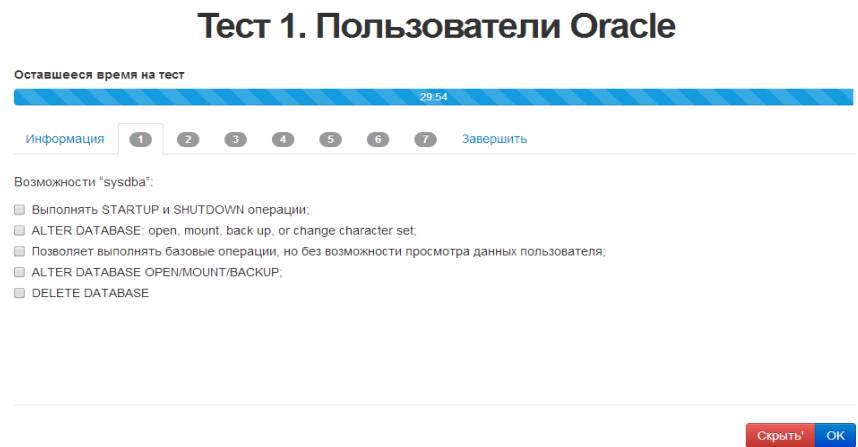 Тест 1. Пользователи Oracle
Оставшееся время на тест
29:54
Информация 1 2 3 4 5 6 7 Завершить
Возможности "sysdba":
Выполнять STARTUP и SHUTDOWN операции;
ALTER DATABASE: open, mount, back up, or change character set;
Позволяет выполнять базовые операции, но без возможности просмотра данных пользователя;
ALTER DATABASE OPEN/MOUNT/BACKUP;
DELETE DATABASE
Скрыть' OK